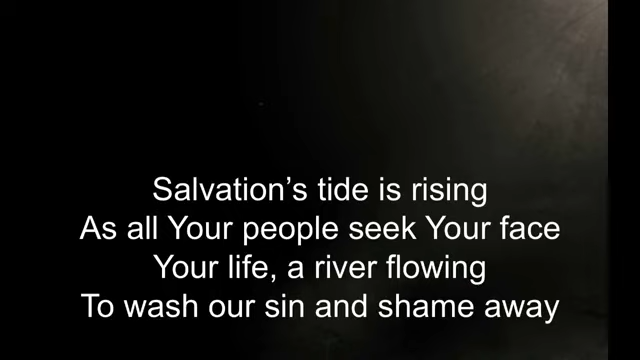 Salvation’s tide is rising
As all Your people seek Your face
Your life, a river flowing
To wash our sin and shame away